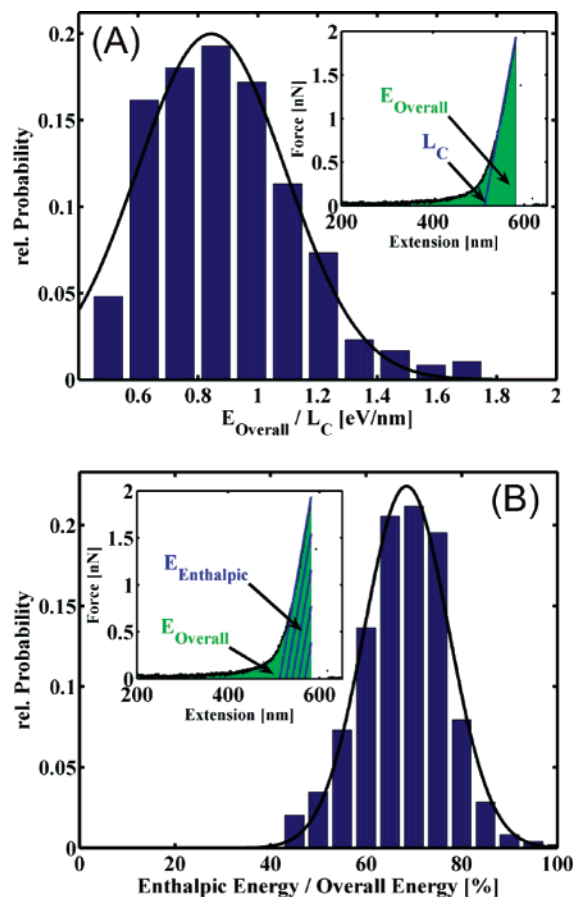 (A)
rel. Probability
0.2
0.15
0.1
0.05
0
0.6
0.8
1
1.2
1.4
1.6
1.8
2
E_Overall / L_C [eV/nm]
Force [nN]
2
1.5
1
0.5
0
200
400
600
Extension [nm]
E_Overall
L_C
(B)
rel. Probability
0.2
0.15
0.1
0.05
0
0
20
40
60
80
100
Enthalpic Energy / Overall Energy [%]
Force [nN]
2
1.5
1
0.5
0
200
400
600
Extension [nm]
E_Enthalpic
E_Overall